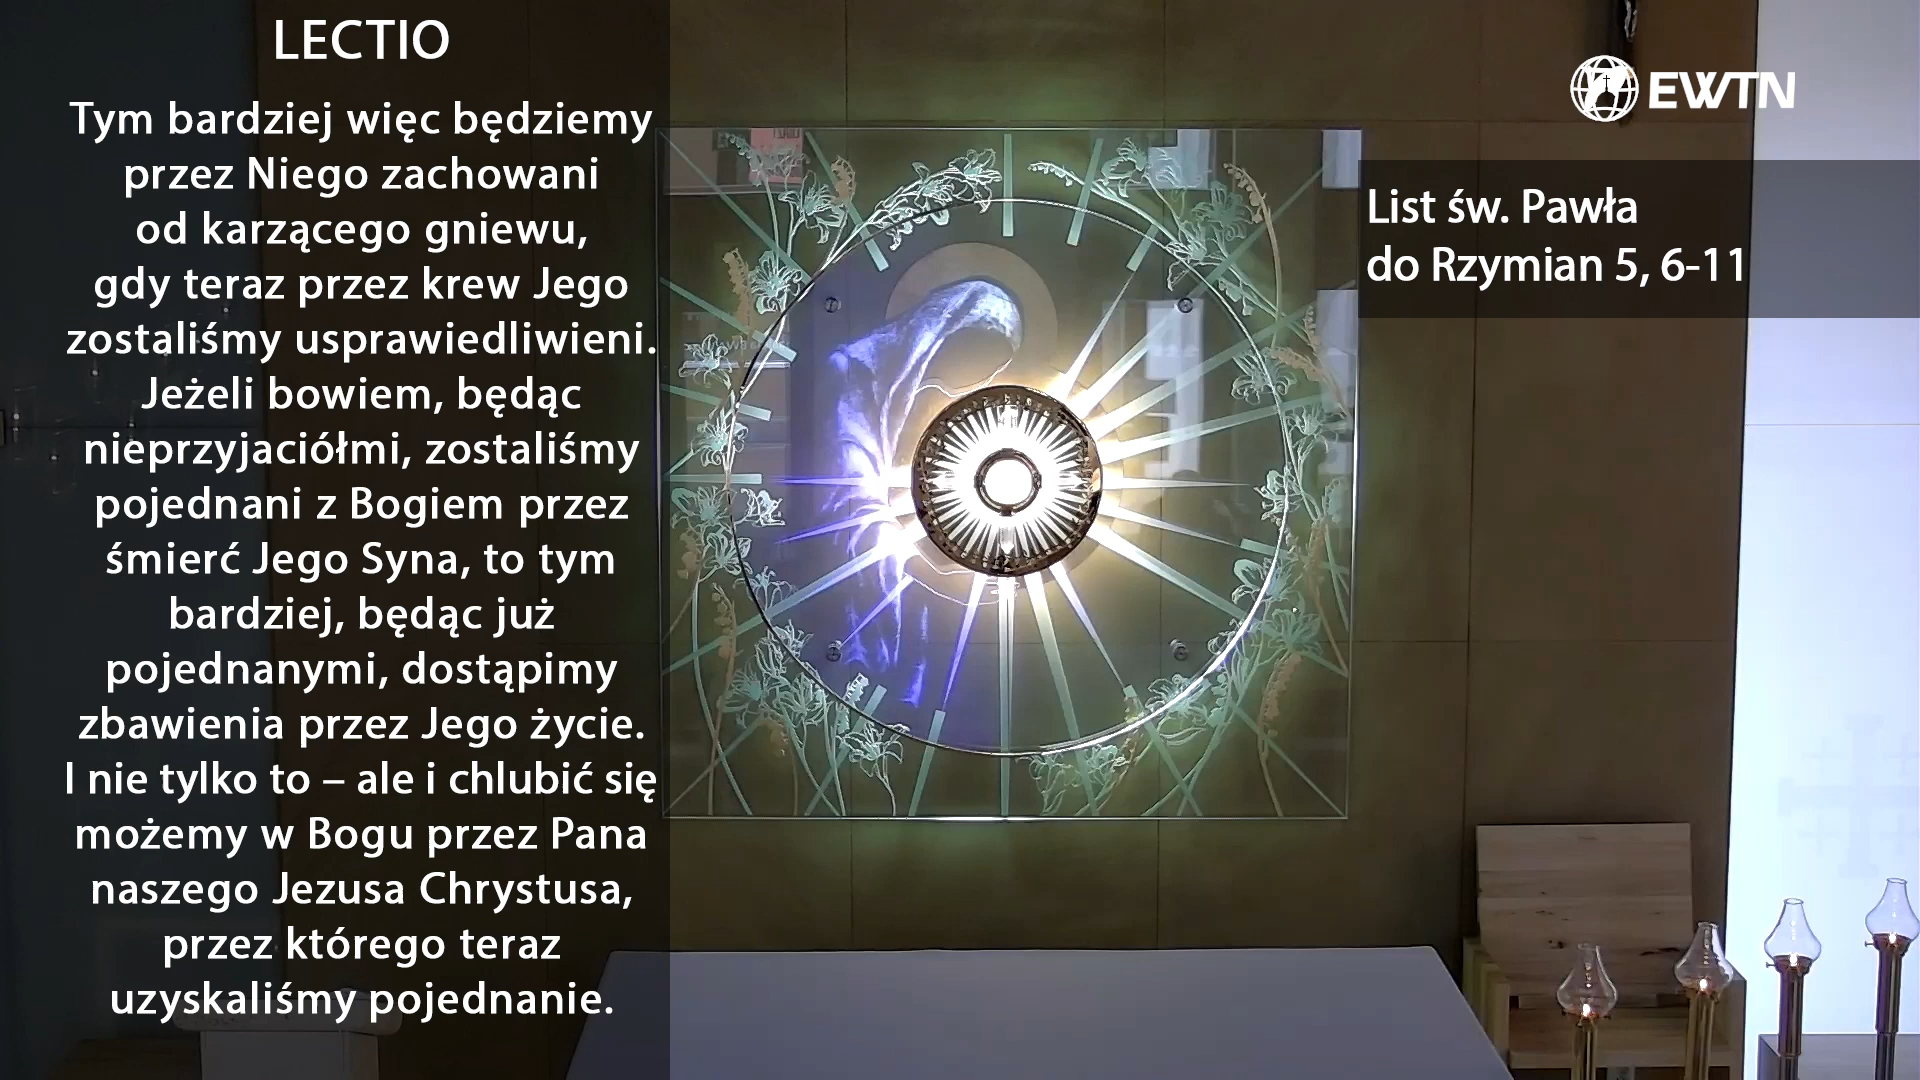 LECTIO
Tym bardziej więc będziemy
przez Niego zachowani
od karzącego gniewu,
gdy teraz przez krew Jego
zostaliśmy usprawiedliwieni.
Jeżeli bowiem, będąc
nieprzyjaciółmi, zostaliśmy
pojednani z Bogiem przez
śmierć Jego Syna, to tym
bardziej, będąc już
pojednanymi, dostąpimy
zbawienia przez Jego życie.
I nie tylko to – ale i chlubić się
możemy w Bogu przez Pana
naszego Jezusa Chrystusa,
przez którego teraz
uzyskaliśmy pojednanie.
EWTN
List św. Pawła
do Rzymian 5, 6-11